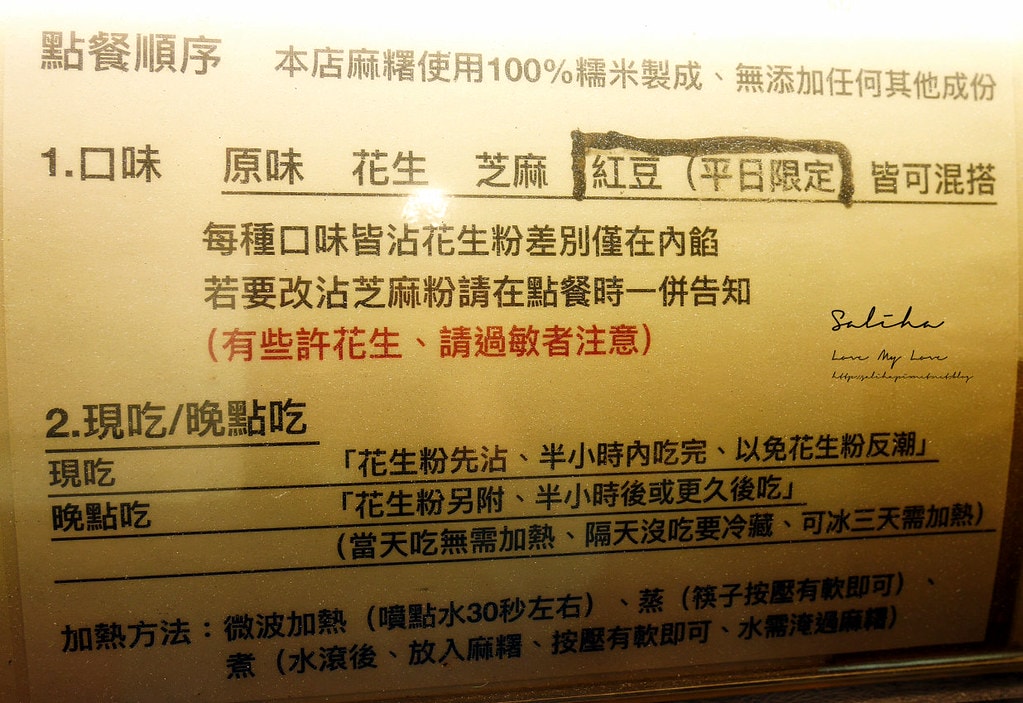 點餐順序 本店麻糬使用100%糯米製成、無添加任何其他成份
1.口味 原味 花生 芝麻 紅豆（平日限定） 皆可混搭
每種口味皆沾花生粉差別僅在內餡
若要改沾芝麻粉請在點餐時一併告知
（有些許花生、請過敏者注意）
Saliha
Love My Love
2.現吃/晚點吃
現吃 「花生粉先沾、半小時內吃完、以免花生粉反潮」
晚點吃 「花生粉另附、半小時後或更久後吃」
（當天吃無需加熱、隔天沒吃要冷藏、可冰三天需加熱）
加熱方法：微波加熱（噴點水30秒左右）、蒸（筷子按壓有軟即可）、
煮（水滾後、放入麻糬、按壓有軟即可、水需淹過麻糬）